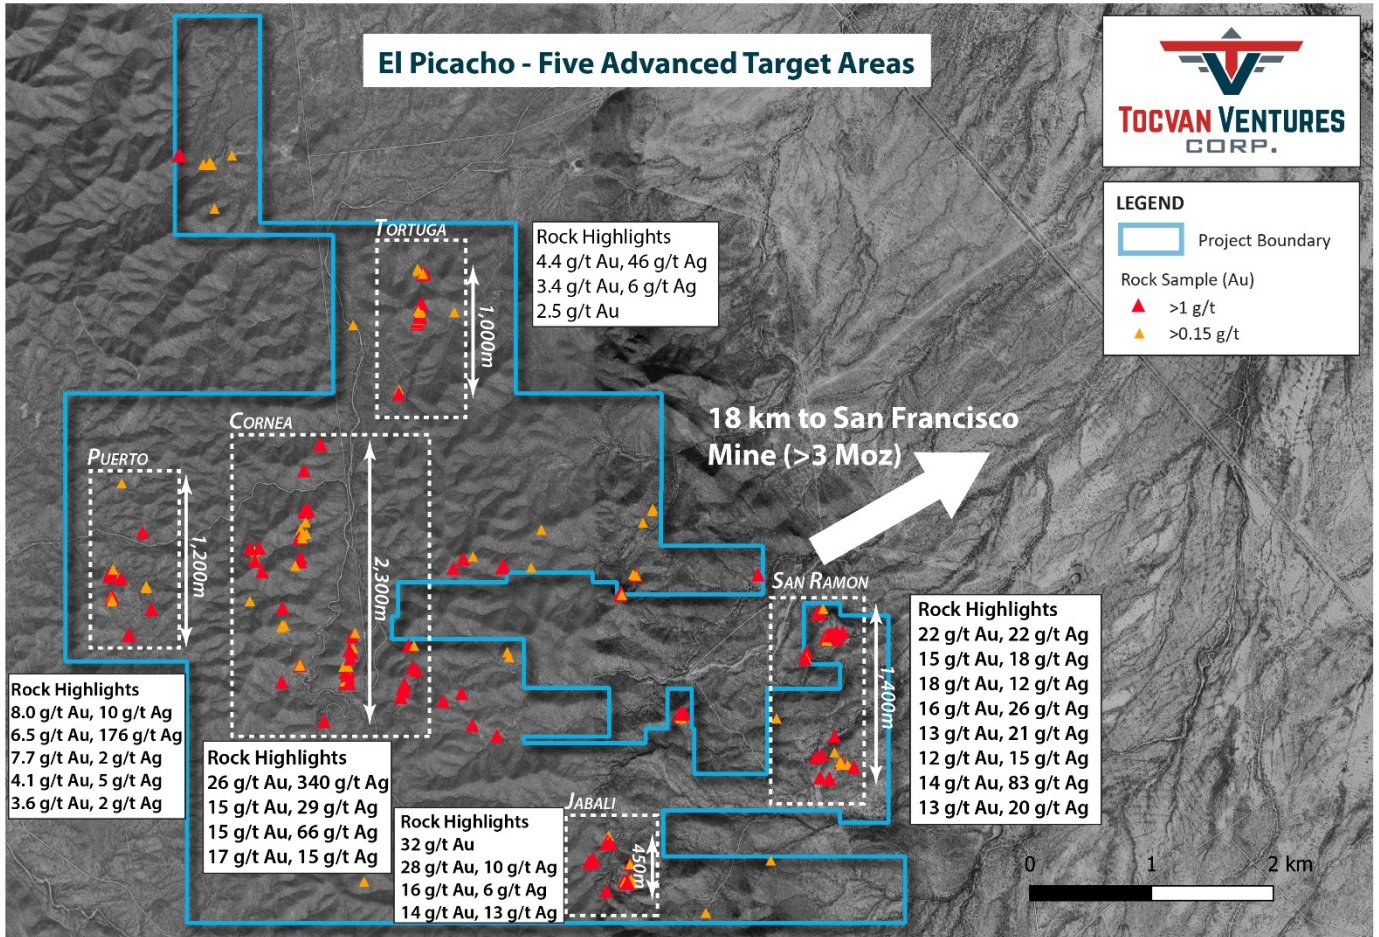 El Picacho - Five Advanced Target Areas
TOCVAN VENTURES
CORP.
LEGEND
Project Boundary
Rock Sample (Au)
>1 g/t
>0.15 g/t
TORTUGA
1,000m
Rock Highlights
4.4 g/t Au, 46 g/t Ag
3.4 g/t Au, 6 g/t Ag
2.5 g/t Au
18 km to San Francisco
Mine (>3 Moz)
CORNEA
2,300m
PUERTO
1,200m
SAN RAMON
1,400m
Rock Highlights
22 g/t Au, 22 g/t Ag
15 g/t Au, 18 g/t Ag
18 g/t Au, 12 g/t Ag
16 g/t Au, 26 g/t Ag
13 g/t Au, 21 g/t Ag
12 g/t Au, 15 g/t Ag
14 g/t Au, 83 g/t Ag
13 g/t Au, 20 g/t Ag
Rock Highlights
8.0 g/t Au, 10 g/t Ag
6.5 g/t Au, 176 g/t Ag
7.7 g/t Au, 2 g/t Ag
4.1 g/t Au, 5 g/t Ag
3.6 g/t Au, 2 g/t Ag
Rock Highlights
26 g/t Au, 340 g/t Ag
15 g/t Au, 29 g/t Ag
15 g/t Au, 66 g/t Ag
17 g/t Au, 15 g/t Ag
JABALI
450m
Rock Highlights
32 g/t Au
28 g/t Au, 10 g/t Ag
16 g/t Au, 6 g/t Ag
14 g/t Au, 13 g/t Ag
0 1 2 km